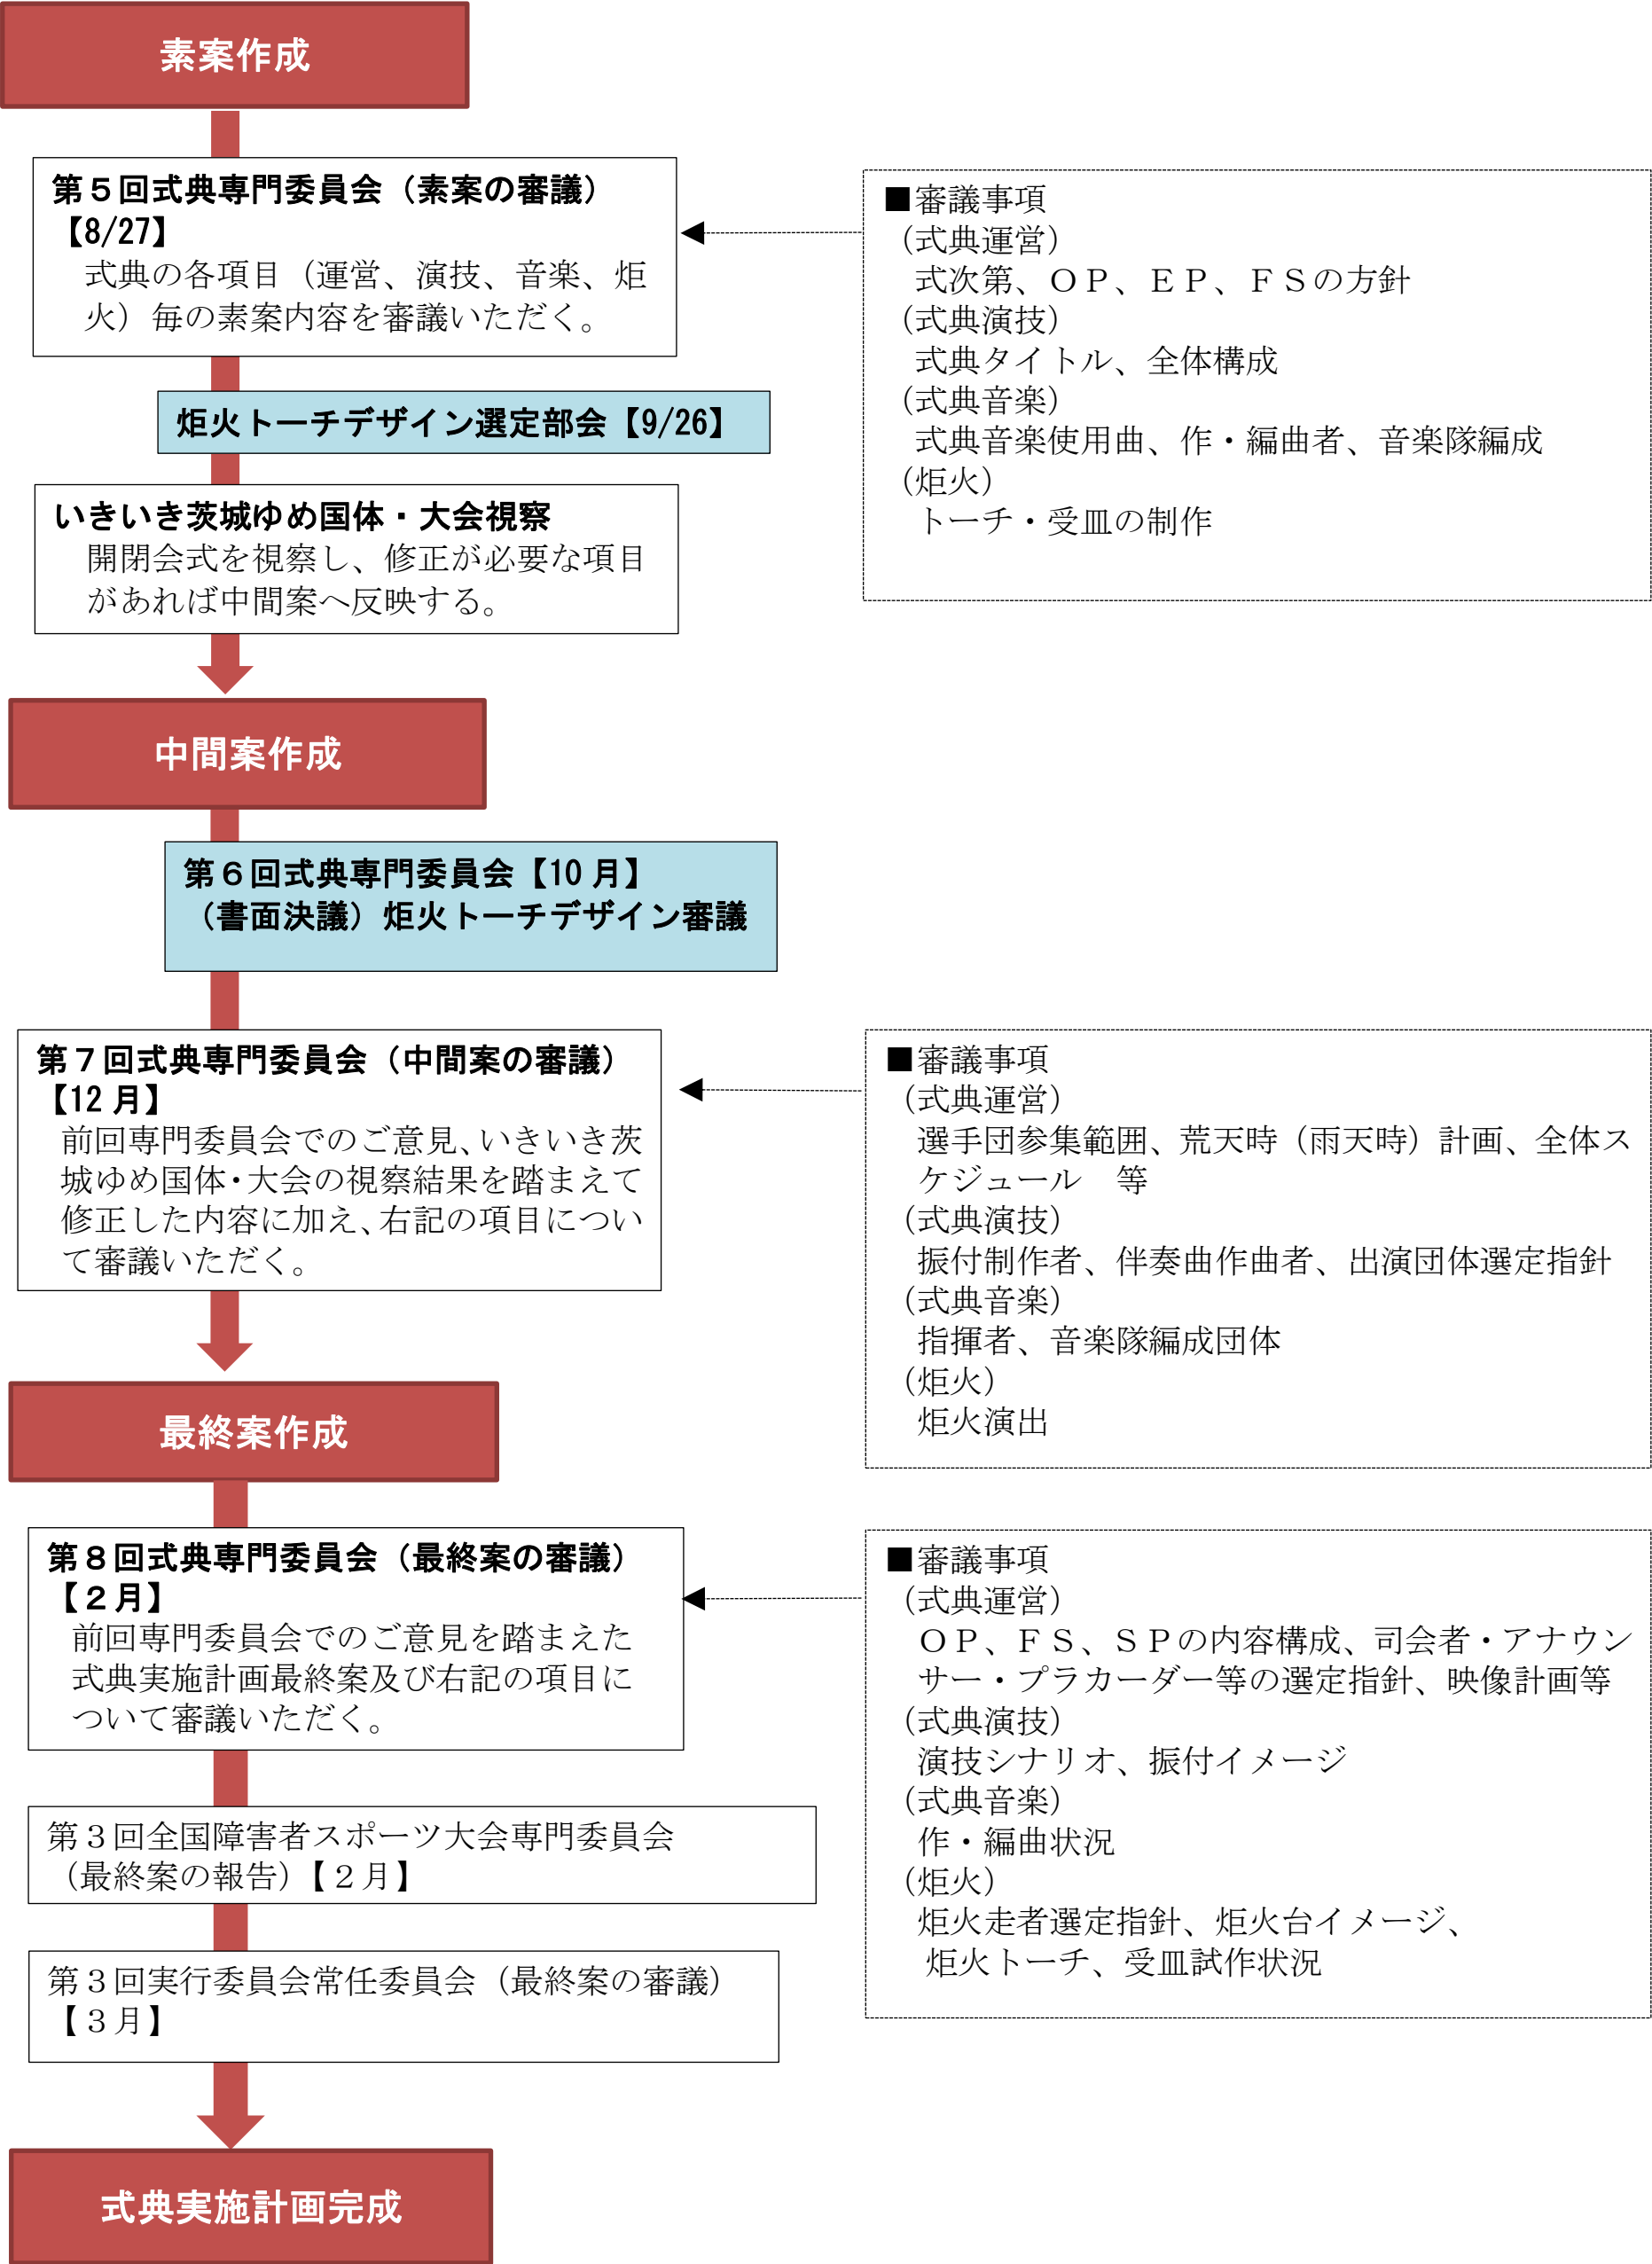 素案作成
第５回式典専門委員会（素案の審議）
【8/27】
式典の各項目（運営、演技、音楽、炬
火）毎の素案内容を審議いただく。
■審議事項
（式典運営）
式次第、ＯＰ、ＥＰ、ＦＳの方針
（式典演技）
式典タイトル、全体構成
（式典音楽）
式典音楽使用曲、作・編曲者、音楽隊編成
（炬火）
トーチ・受皿の制作
炬火トーチデザイン選定部会【9/26】
いきいき茨城ゆめ国体・大会視察
開閉会式を視察し、修正が必要な項目
があれば中間案へ反映する。
中間案作成
第６回式典専門委員会【10 月】
（書面決議）炬火トーチデザイン審議
第７回式典専門委員会（中間案の審議）
【12 月】
前回専門委員会でのご意見、いきいき茨
城ゆめ国体・大会の視察結果を踏まえて
修正した内容に加え、右記の項目につい
て審議いただく。
■審議事項
（式典運営）
選手団参集範囲、荒天時（雨天時）計画、全体ス
ケジュール　等
（式典演技）
振付制作者、伴奏曲作曲者、出演団体選定指針
（式典音楽）
指揮者、音楽隊編成団体
（炬火）
炬火演出
最終案作成
第８回式典専門委員会（最終案の審議）
【２月】
前回専門委員会でのご意見を踏まえた
式典実施計画最終案及び右記の項目に
ついて審議いただく。
■審議事項
（式典運営）
ＯＰ、ＦＳ、ＳＰの内容構成、司会者・アナウン
サー・プラカーダー等の選定指針、映像計画等
（式典演技）
演技シナリオ、振付イメージ
（式典音楽）
作・編曲状況
（炬火）
炬火走者選定指針、炬火台イメージ、
炬火トーチ、受皿試作状況
第３回全国障害者スポーツ大会専門委員会
（最終案の報告）【２月】
第３回実行委員会常任委員会（最終案の審議）
【３月】
式典実施計画完成